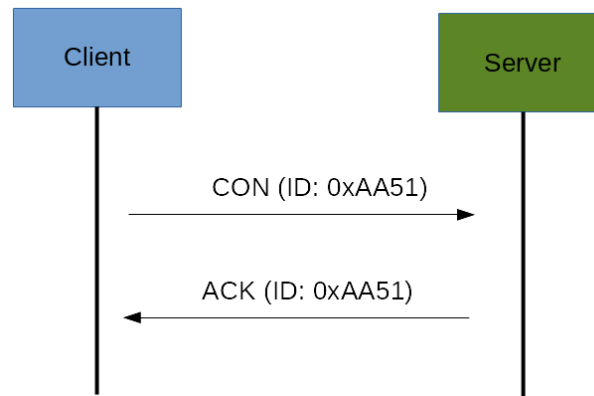 Client
Server
CON (ID: 0xAA51)
ACK (ID: 0xAA51)